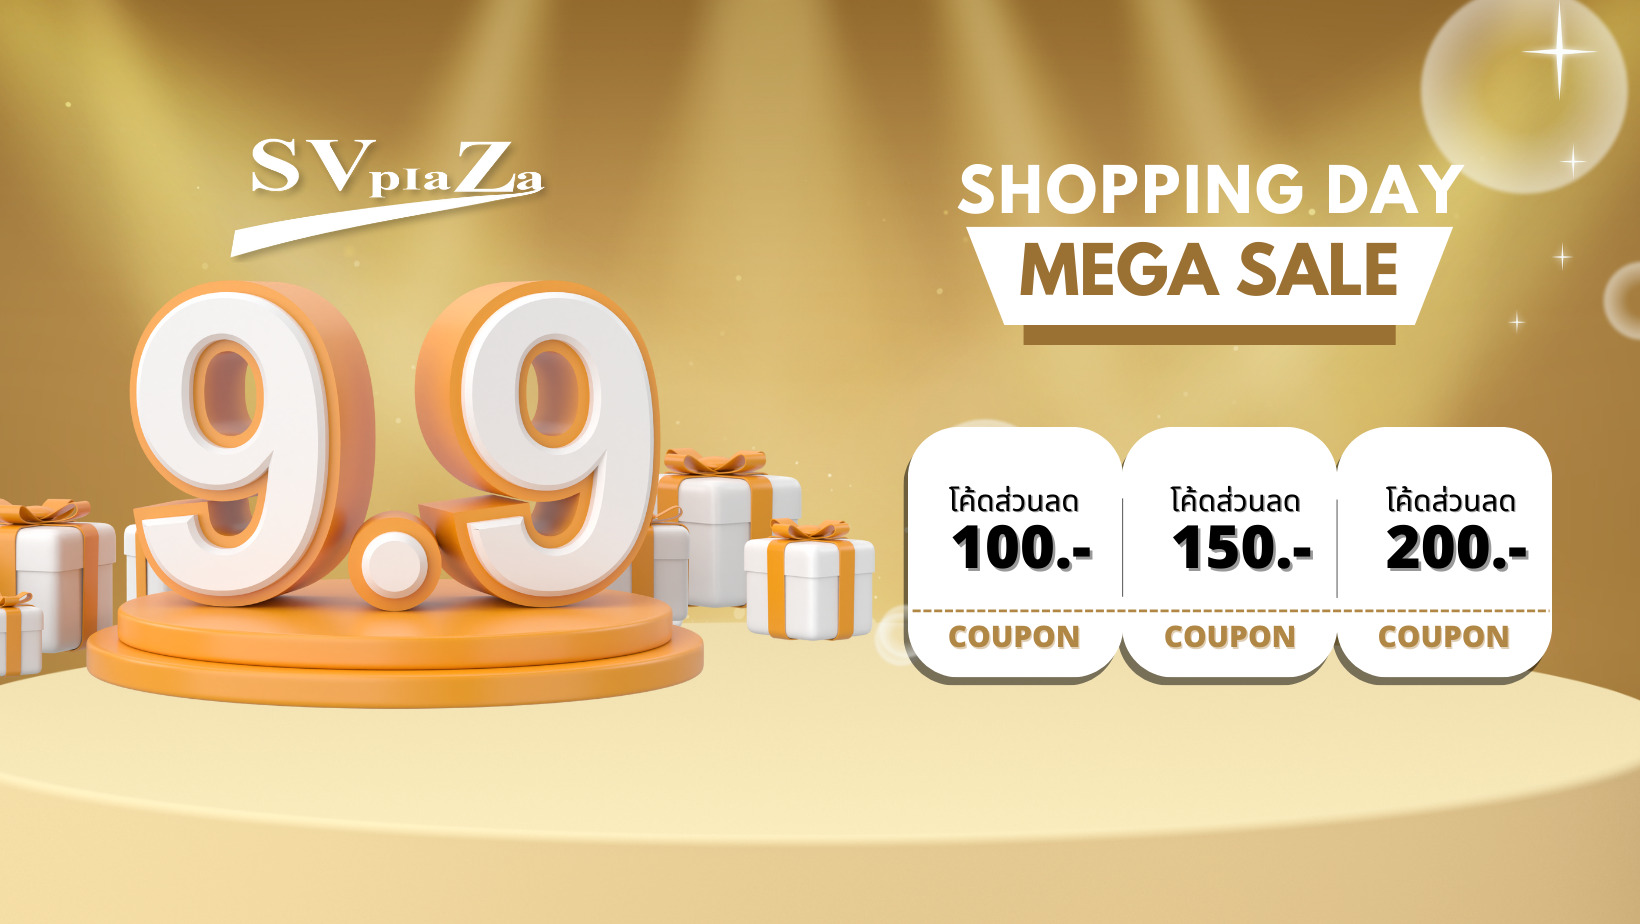 SVpIaZa
9.9
SHOPPING DAY
MEGA SALE
โค้ดส่วนลด
100.-
COUPON
โค้ดส่วนลด
150.-
COUPON
โค้ดส่วนลด
200.-
COUPON